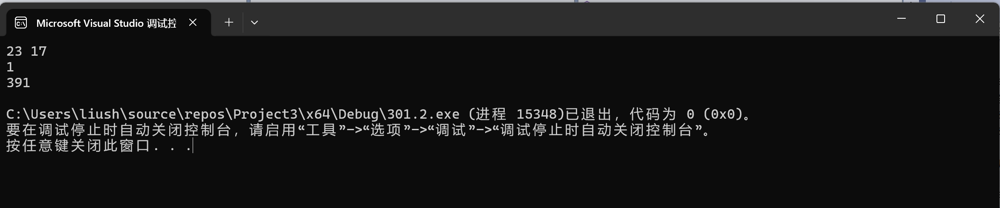 Microsoft Visual Studio 调试控
23 17
1
391
C:\Users\liush\source\repos\Project3\x64\Debug\301.2.exe (进程 15348)已退出，代码为 0 (0x0)。
要在调试停止时自动关闭控制台，请启用“工具”->“选项”->“调试”->“调试停止时自动关闭控制台”。
按任意键关闭此窗口. . .